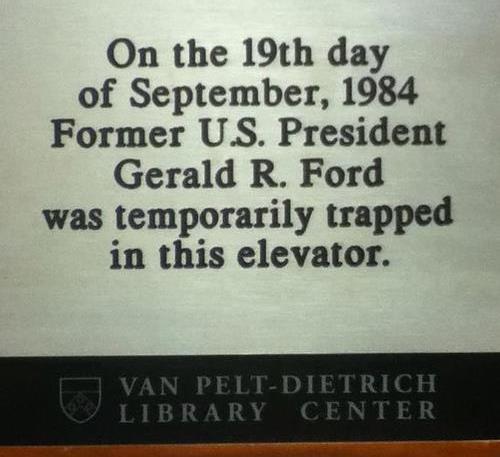 On the 19th day
of September, 1984
Former U.S. President
Gerald R. Ford
was temporarily trapped
in this elevator.
VAN PELT-DIETRICH
LIBRARY CENTER